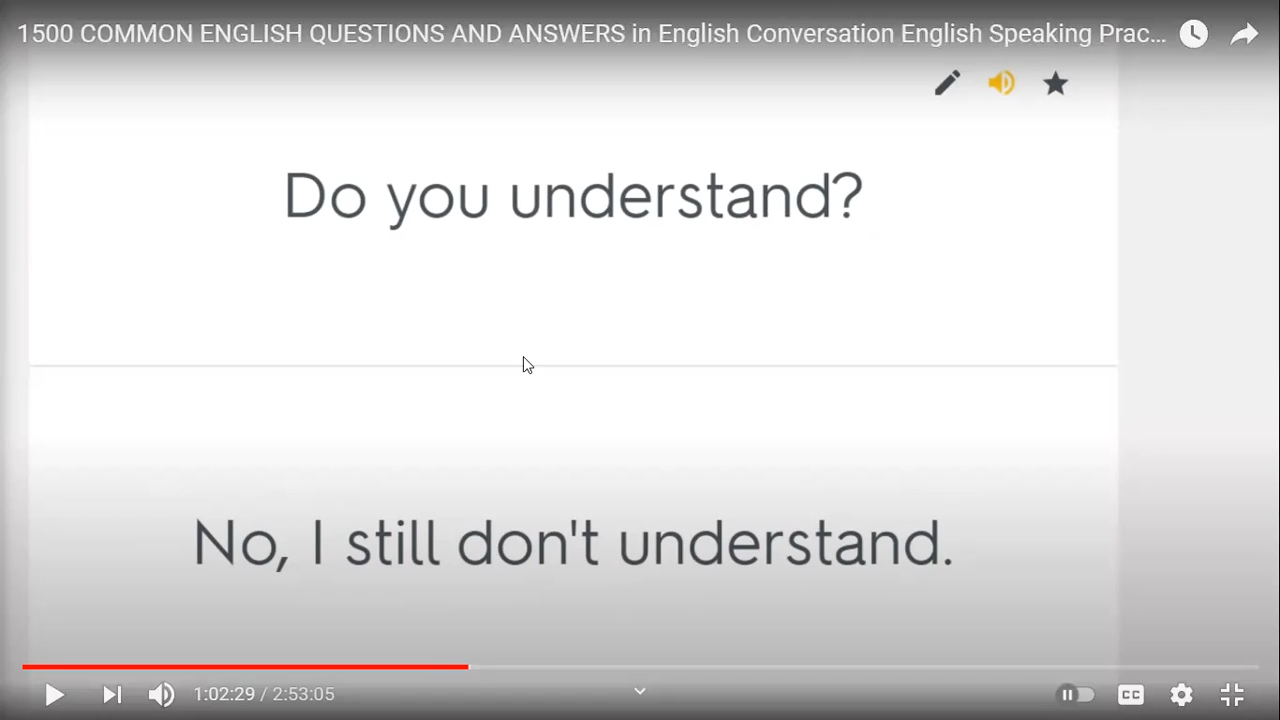 1500 COMMON ENGLISH QUESTIONS AND ANSWERS in English Conversation English Speaking Prac...
Do you understand?
No, I still don't understand.
1:02:29 / 2:53:05
CC